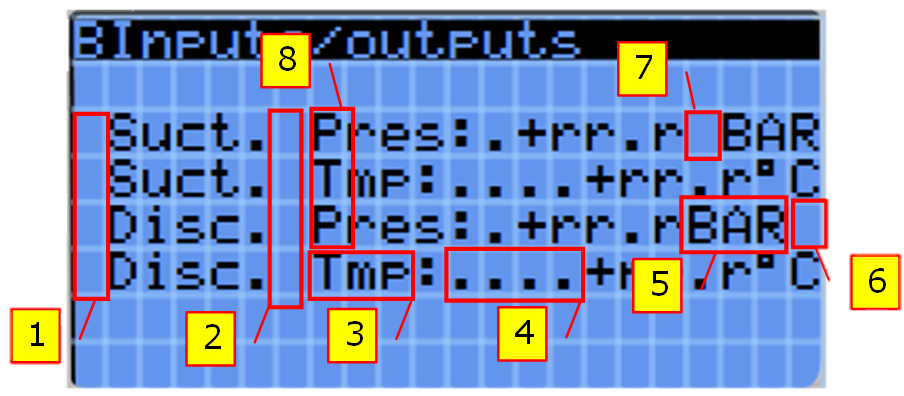 BInputs/outputs
8
7
Suct. Pres:.+rr.r BAR
Suct. Tmp:....+rr.r°C
Disc. Pres:.+rr.rBAR
Disc. Tmp:....+rr.r°C
5
6
1
2
3
4